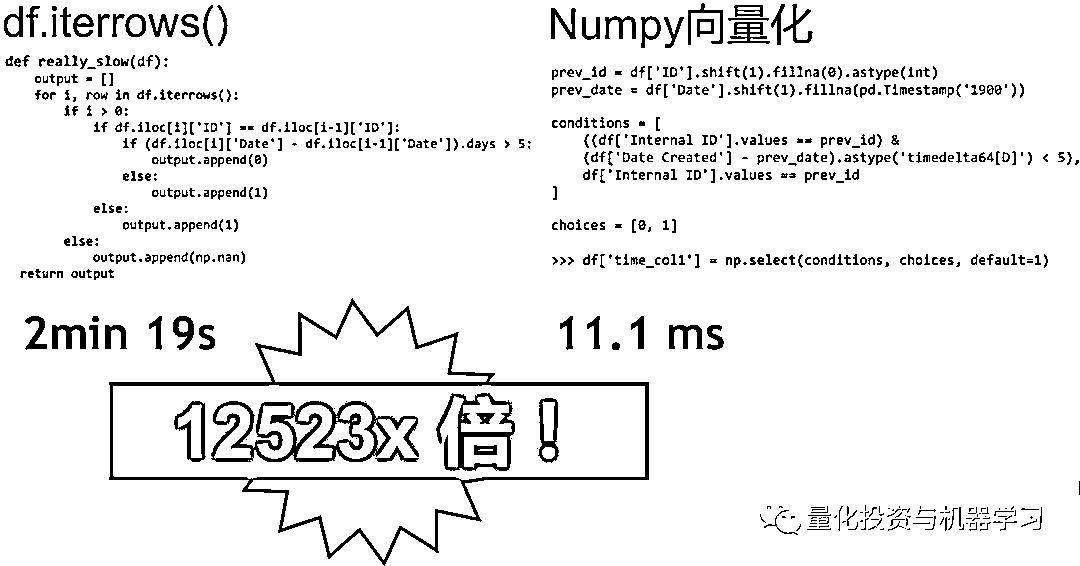 df.iterrows()
def really_slow(df):
    output = []
    for i, row in df.iterrows():
        if i > 0:
            if df.iloc[i]['ID'] == df.iloc[i-1]['ID']:
                if (df.iloc[i]['Date'] - df.iloc[i-1]['Date']).days > 5:
                    output.append(0)
                else:
                    output.append(1)
            else:
                output.append(1)
        else:
            output.append(np.nan)
  return output
2min 19s
Numpy向量化
prev_id = df['ID'].shift(1).fillna(0).astype(int)
prev_date = df['Date'].shift(1).fillna(pd.Timestamp('1900'))
conditions = [
    ((df['Internal ID'].values == prev_id) &
    (df['Date Created'] - prev_date).astype('timedelta64[D]') < 5),
    df['Internal ID'].values == prev_id
]
choices = [0, 1]
>>> df['time_col1'] = np.select(conditions, choices, default=1)
11.1 ms
12523x 倍！
量化投资与机器学习